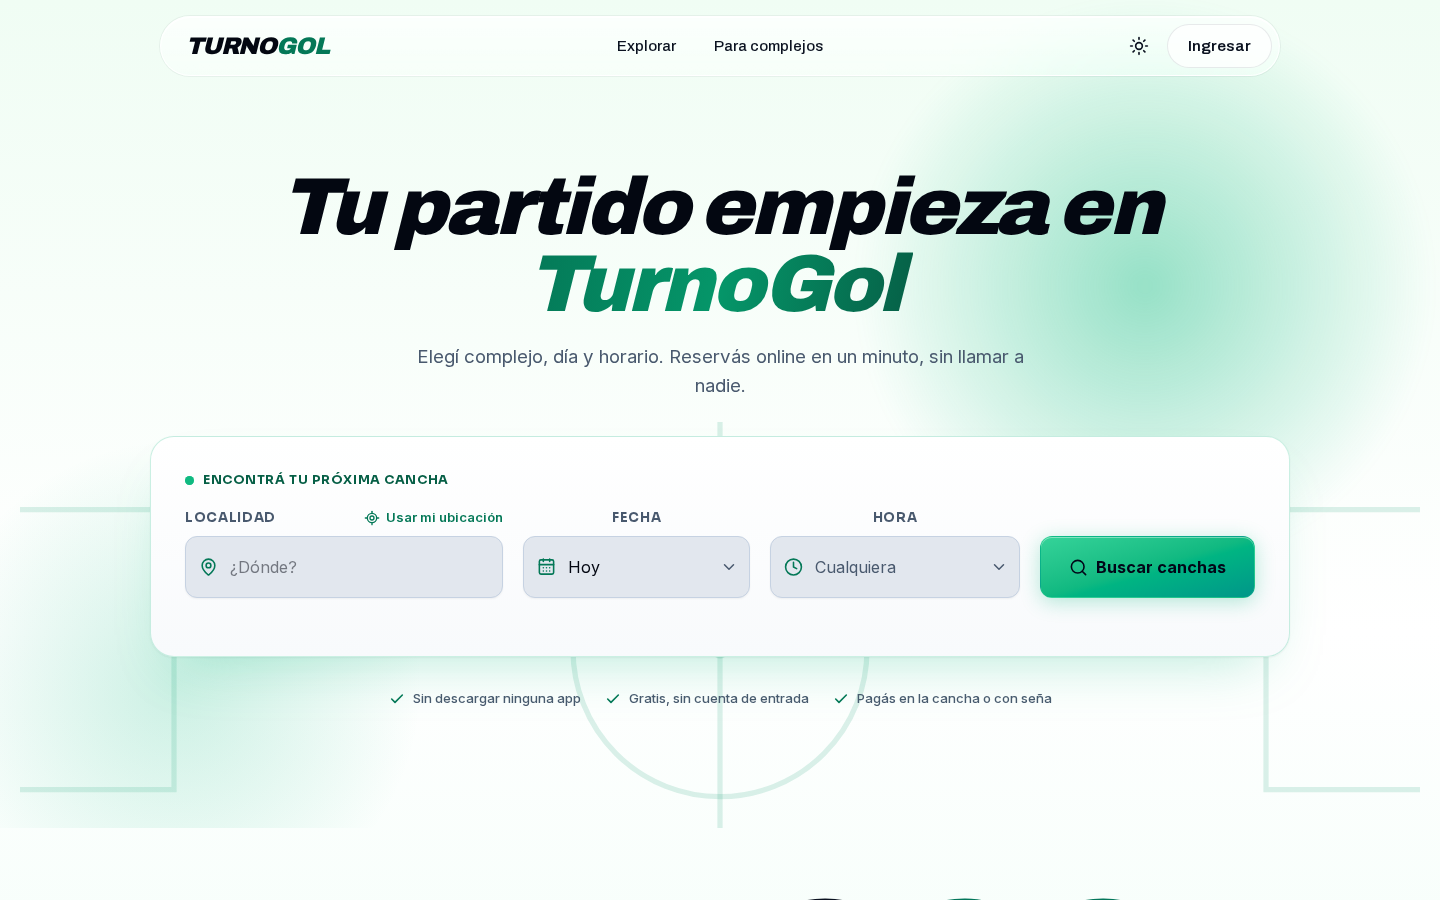 TURNOGOL
Explorar
Para complejos
Ingresar
Tu partido empieza en
TurnoGol
Elegí complejo, día y horario. Reservás online en un minuto, sin llamar a
nadie.
ENCONTRÁ TU PRÓXIMA CANCHA
LOCALIDAD
Usar mi ubicación
FECHA
HORA
¿Dónde?
Hoy
Cualquiera
Buscar canchas
Sin descargar ninguna app
Gratis, sin cuenta de entrada
Pagás en la cancha o con seña